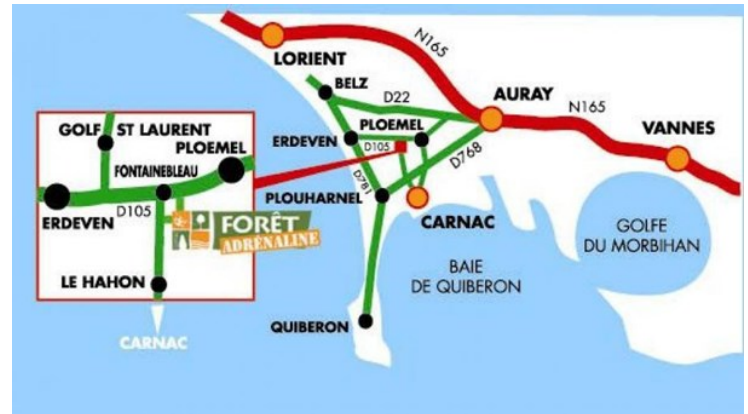 N165
LORIENT
BELZ
D22
AURAY
N165
VANNES
ERDEVEN
PLOEMEL
D105
D768
D781
PLOUHARNEL
CARNAC
GOLFE
DU MORBIHAN
BAIE
DE QUIBERON
QUIBERON
GOLF ST LAURENT
PLOEMEL
FONTAINEBLEAU
D105
ERDEVEN
FORÊT
ADRÉNALINE
LE HAHON
CARNAC